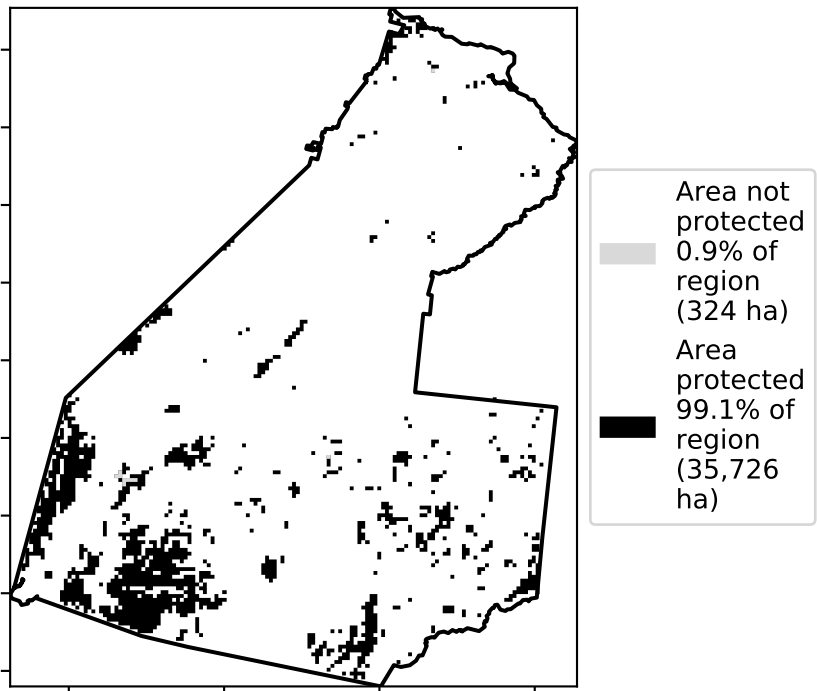 Area not
protected
0.9% of
region
(324 ha)
Area
protected
99.1% of
region
(35,726
ha)